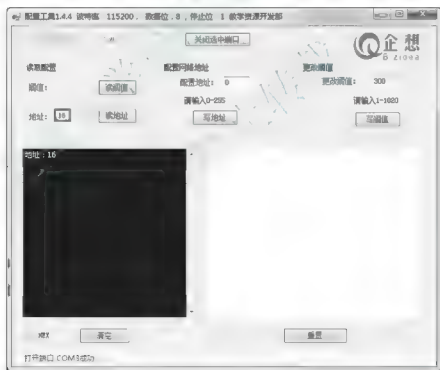 配置工具1.4.4 波特率 115200. 数据位.8，停止位 1 教学资源开发部
关闭选中端口
企想
QIXIANG
读取配置
配置网络地址
更改阈值
阈值:
读阈值
配置地址: 0
更改阈值: 300
请输入0-255
请输入1-1020
地址: 16
读地址
写地址
写阈值
地址:16
HEX
清空
重置
打开端口 COM3成功